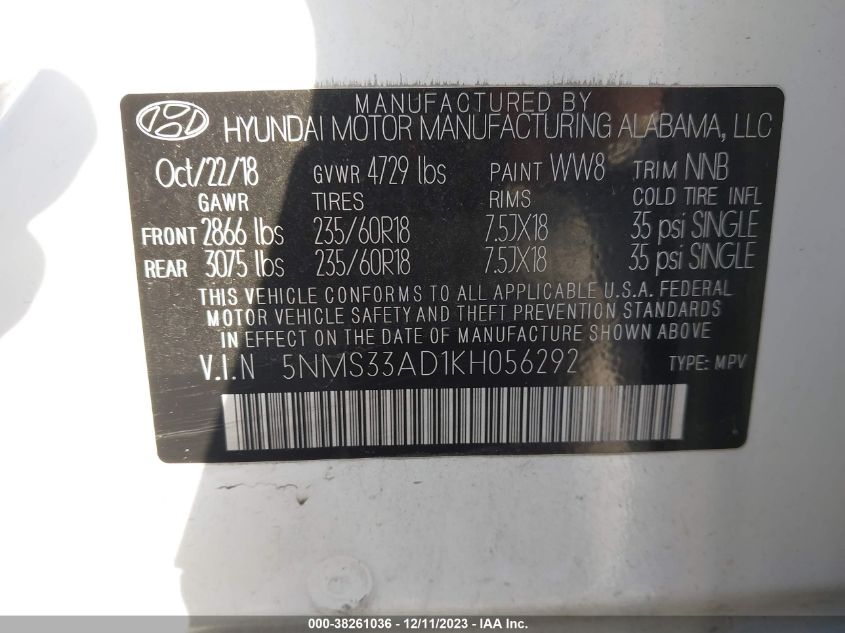 MANUFACTURED BY
HYUNDAI MOTOR MANUFACTURING ALABAMA, LLC
Oct/22/18 GVWR 4729 lbs PAINT WW8 TRIM NNB
GAWR TIRES RIMS COLD TIRE INFL
FRONT 2866 lbs 235/60R18 7.5JX18 35 psi SINGLE
REAR 3075 lbs 235/60R18 7.5JX18 35 psi SINGLE
THIS VEHICLE CONFORMS TO ALL APPLICABLE U.S.A. FEDERAL
MOTOR VEHICLE SAFETY AND THEFT PREVENTION STANDARDS
IN EFFECT ON THE DATE OF MANUFACTURE SHOWN ABOVE.
V.I.N 5NMS33AD1KH056292 TYPE: MPV
000-38261036 - 12/11/2023 - IAA Inc.